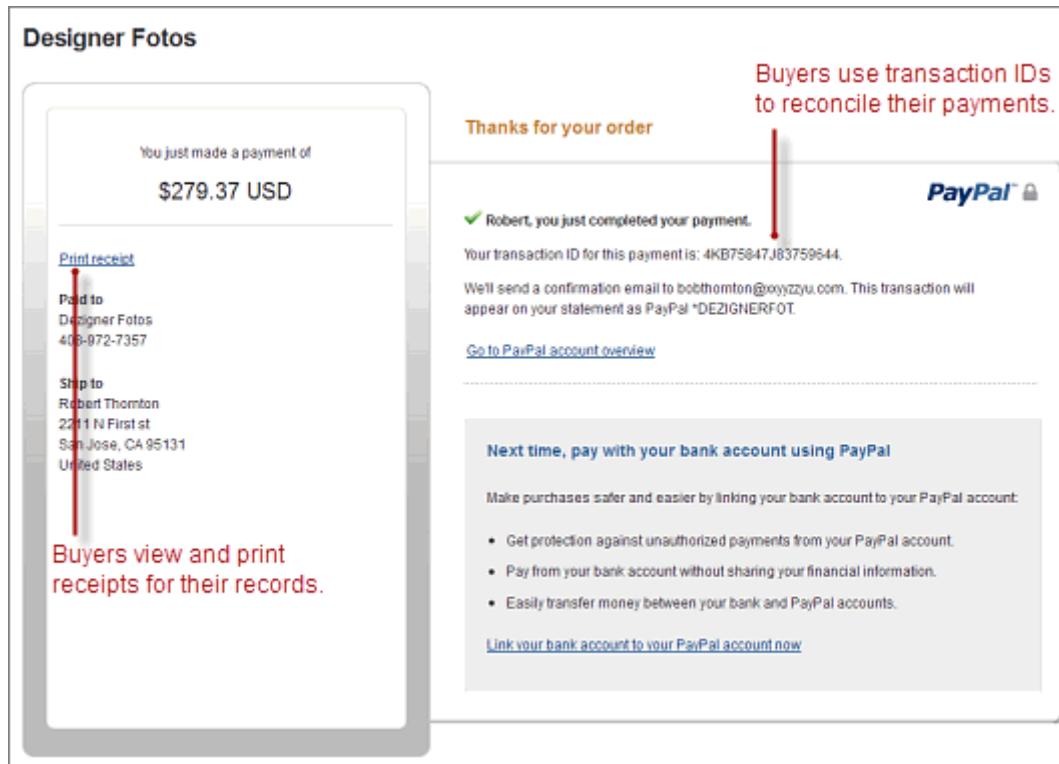 Designer Fotos
Buyers use transaction IDs
to reconcile their payments.
You just made a payment of
$279.37 USD
Print receipt
Paid to
Dezigner Fotos
408-972-7357
Ship to
Robert Thornton
2211 N First st
San Jose, CA 95131
United States
Buyers view and print
receipts for their records.
Thanks for your order
PayPal™
Robert, you just completed your payment.
Your transaction ID for this payment is: 4KB75847J83759644.
We'll send a confirmation email to bobthornton@xxyyzzyu.com. This transaction will
appear on your statement as PayPal *DEZIGNERFOT.
Go to PayPal account overview
Next time, pay with your bank account using PayPal
Make purchases safer and easier by linking your bank account to your PayPal account:
• Get protection against unauthorized payments from your PayPal account.
• Pay from your bank account without sharing your financial information.
• Easily transfer money between your bank and PayPal accounts.
Link your bank account to your PayPal account now